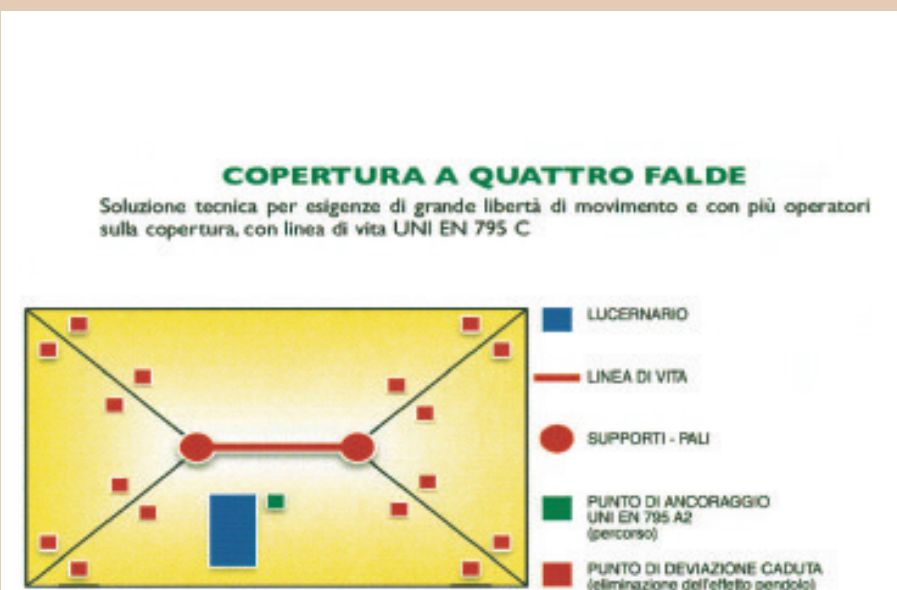 COPERTURA A QUATTRO FALDE
Soluzione tecnica per esigenze di grande libertà di movimento e con più operatori
sulla copertura, con linea di vita UNI EN 795 C
LUCERNARIO
LINEA DI VITA
SUPPORTI - PALI
PUNTO DI ANCORAGGIO
UNI EN 795 A2
(percorso)
PUNTO DI DEVIAZIONE CADUTA
(eliminazione dell'effetto pendolo)